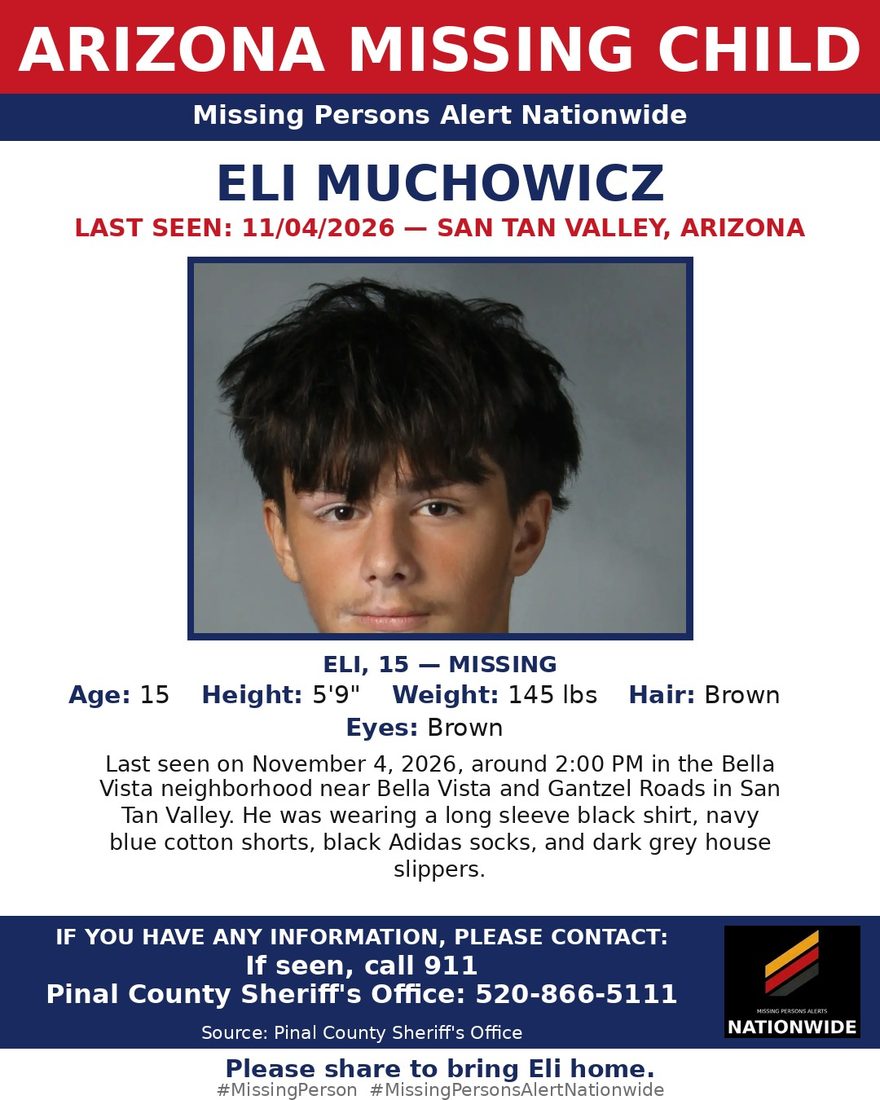 ARIZONA MISSING CHILD
Missing Persons Alert Nationwide
ELI MUCHOWICZ
LAST SEEN: 11/04/2026 — SAN TAN VALLEY, ARIZONA
ELI, 15 — MISSING
Age: 15 Height: 5'9" Weight: 145 lbs Hair: Brown
Eyes: Brown
Last seen on November 4, 2026, around 2:00 PM in the Bella
Vista neighborhood near Bella Vista and Gantzel Roads in San
Tan Valley. He was wearing a long sleeve black shirt, navy
blue cotton shorts, black Adidas socks, and dark grey house
slippers.
IF YOU HAVE ANY INFORMATION, PLEASE CONTACT:
If seen, call 911
Pinal County Sheriff's Office: 520-866-5111
Source: Pinal County Sheriff's Office
MISSING PERSONS ALERTS
NATIONWIDE
Please share to bring Eli home.
#MissingPerson #MissingPersonsAlertNationwide